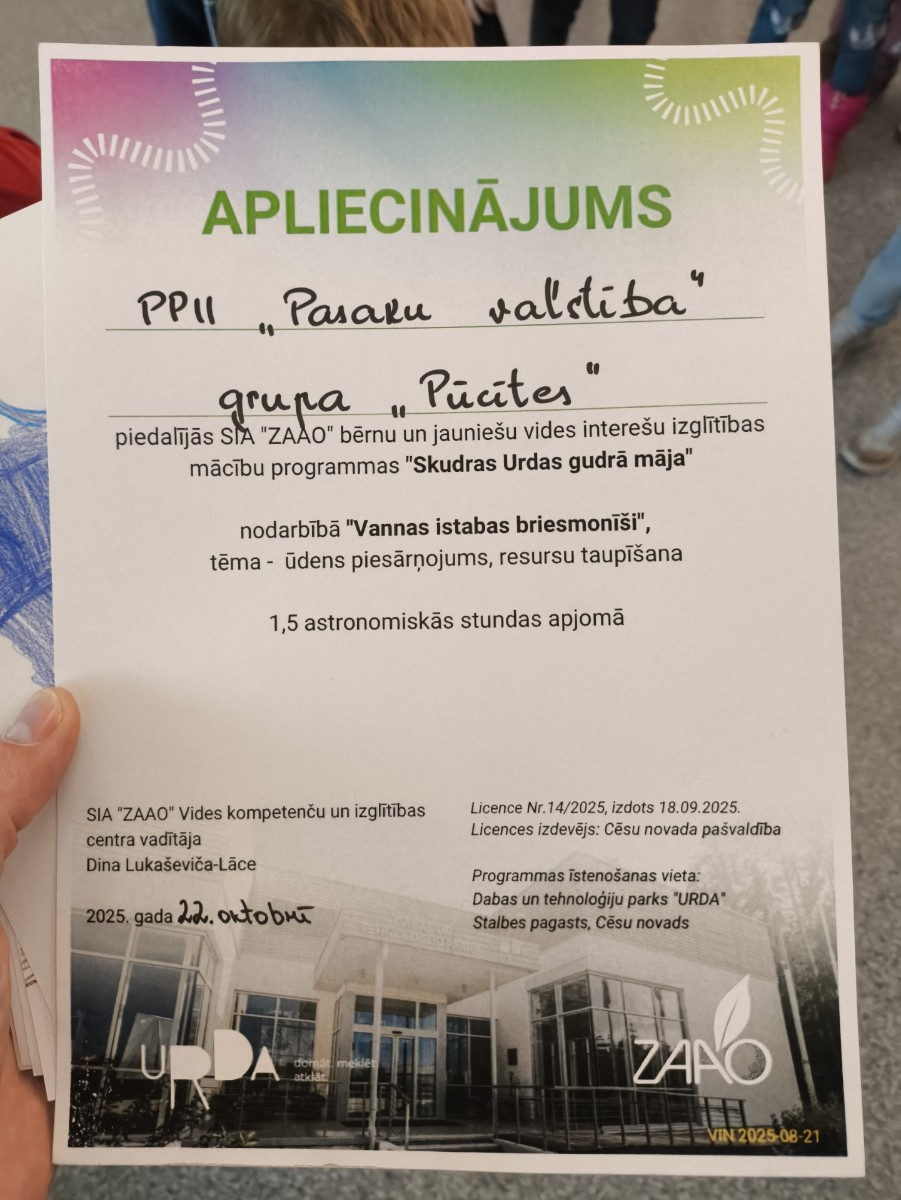 APLIECINĀJUMS
PPII „Pasaku valstība"
grupa „Pūcītes"
piedalījās SIA "ZAAO" bērnu un jauniešu vides interešu izglītības
mācību programmas "Skudras Urdas gudrā māja"
nodarbībā "Vannas istabas briesmonīši",
tēma - ūdens piesārņojums, resursu taupīšana
1,5 astronomiskās stundas apjomā
SIA "ZAAO" Vides kompetenču un izglītības
centra vadītāja
Dina Lukaševiča-Lāce
2025. gada 22. oktobrī
Licence Nr.14/2025, izdots 18.09.2025.
Licences izdevējs: Cēsu novada pašvaldība
Programmas īstenošanas vieta:
Dabas un tehnoloģiju parks "URDA"
Stalbes pagasts, Cēsu novads
URDA
domāt, meklēt,
atklāt.
ZAAO
VIN 2025-08-21